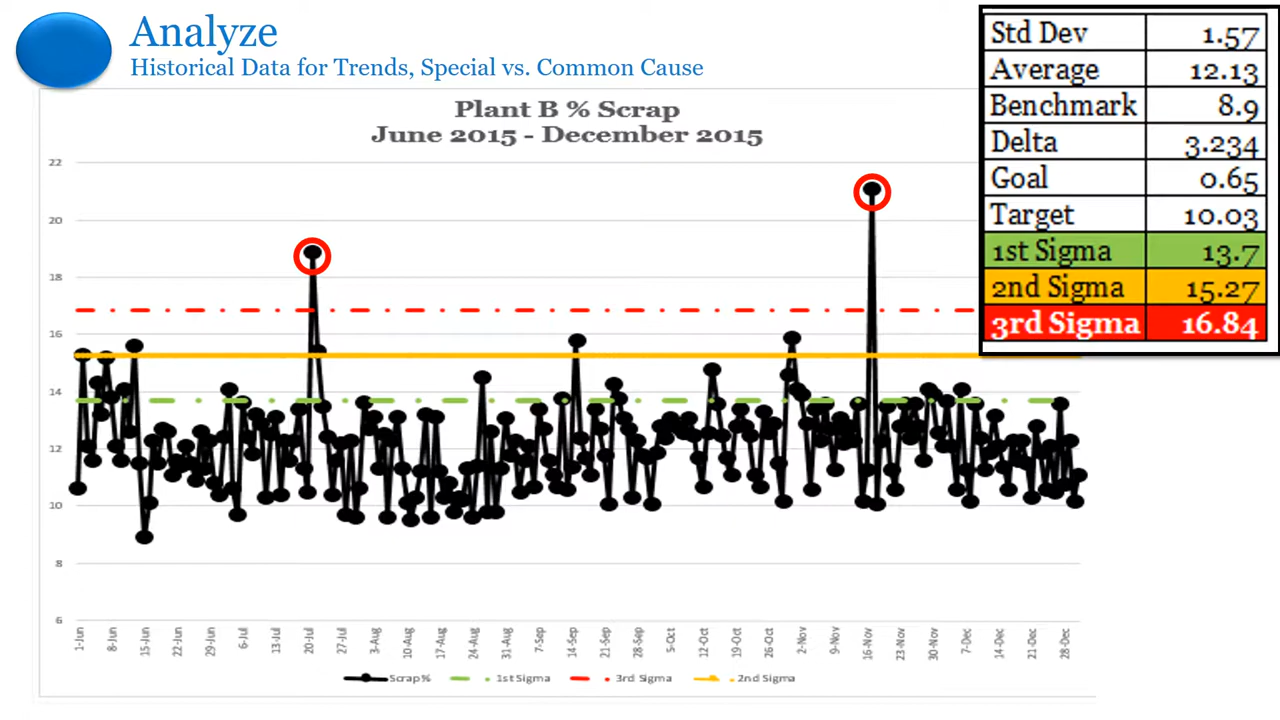 Analyze
Historical Data for Trends, Special vs. Common Cause
Plant B % Scrap
June 2015 - December 2015
Std Dev 1.57
Average 12.13
Benchmark 8.9
Delta 3.234
Goal 0.65
Target 10.03
1st Sigma 13.7
2nd Sigma 15.27
3rd Sigma 16.84
22
20
18
16
14
12
10
8
6
1-Jun 8-Jun 15-Jun 22-Jun 29-Jun 6-Jul 13-Jul 20-Jul 27-Jul 3-Aug 10-Aug 17-Aug 24-Aug 31-Aug 7-Sep 14-Sep 21-Sep 28-Sep 5-Oct 12-Oct 19-Oct 26-Oct 2-Nov 9-Nov 16-Nov 23-Nov 30-Nov 7-Dec 14-Dec 21-Dec 28-Dec
Scrap% 1st Sigma 3rd Sigma 2nd Sigma